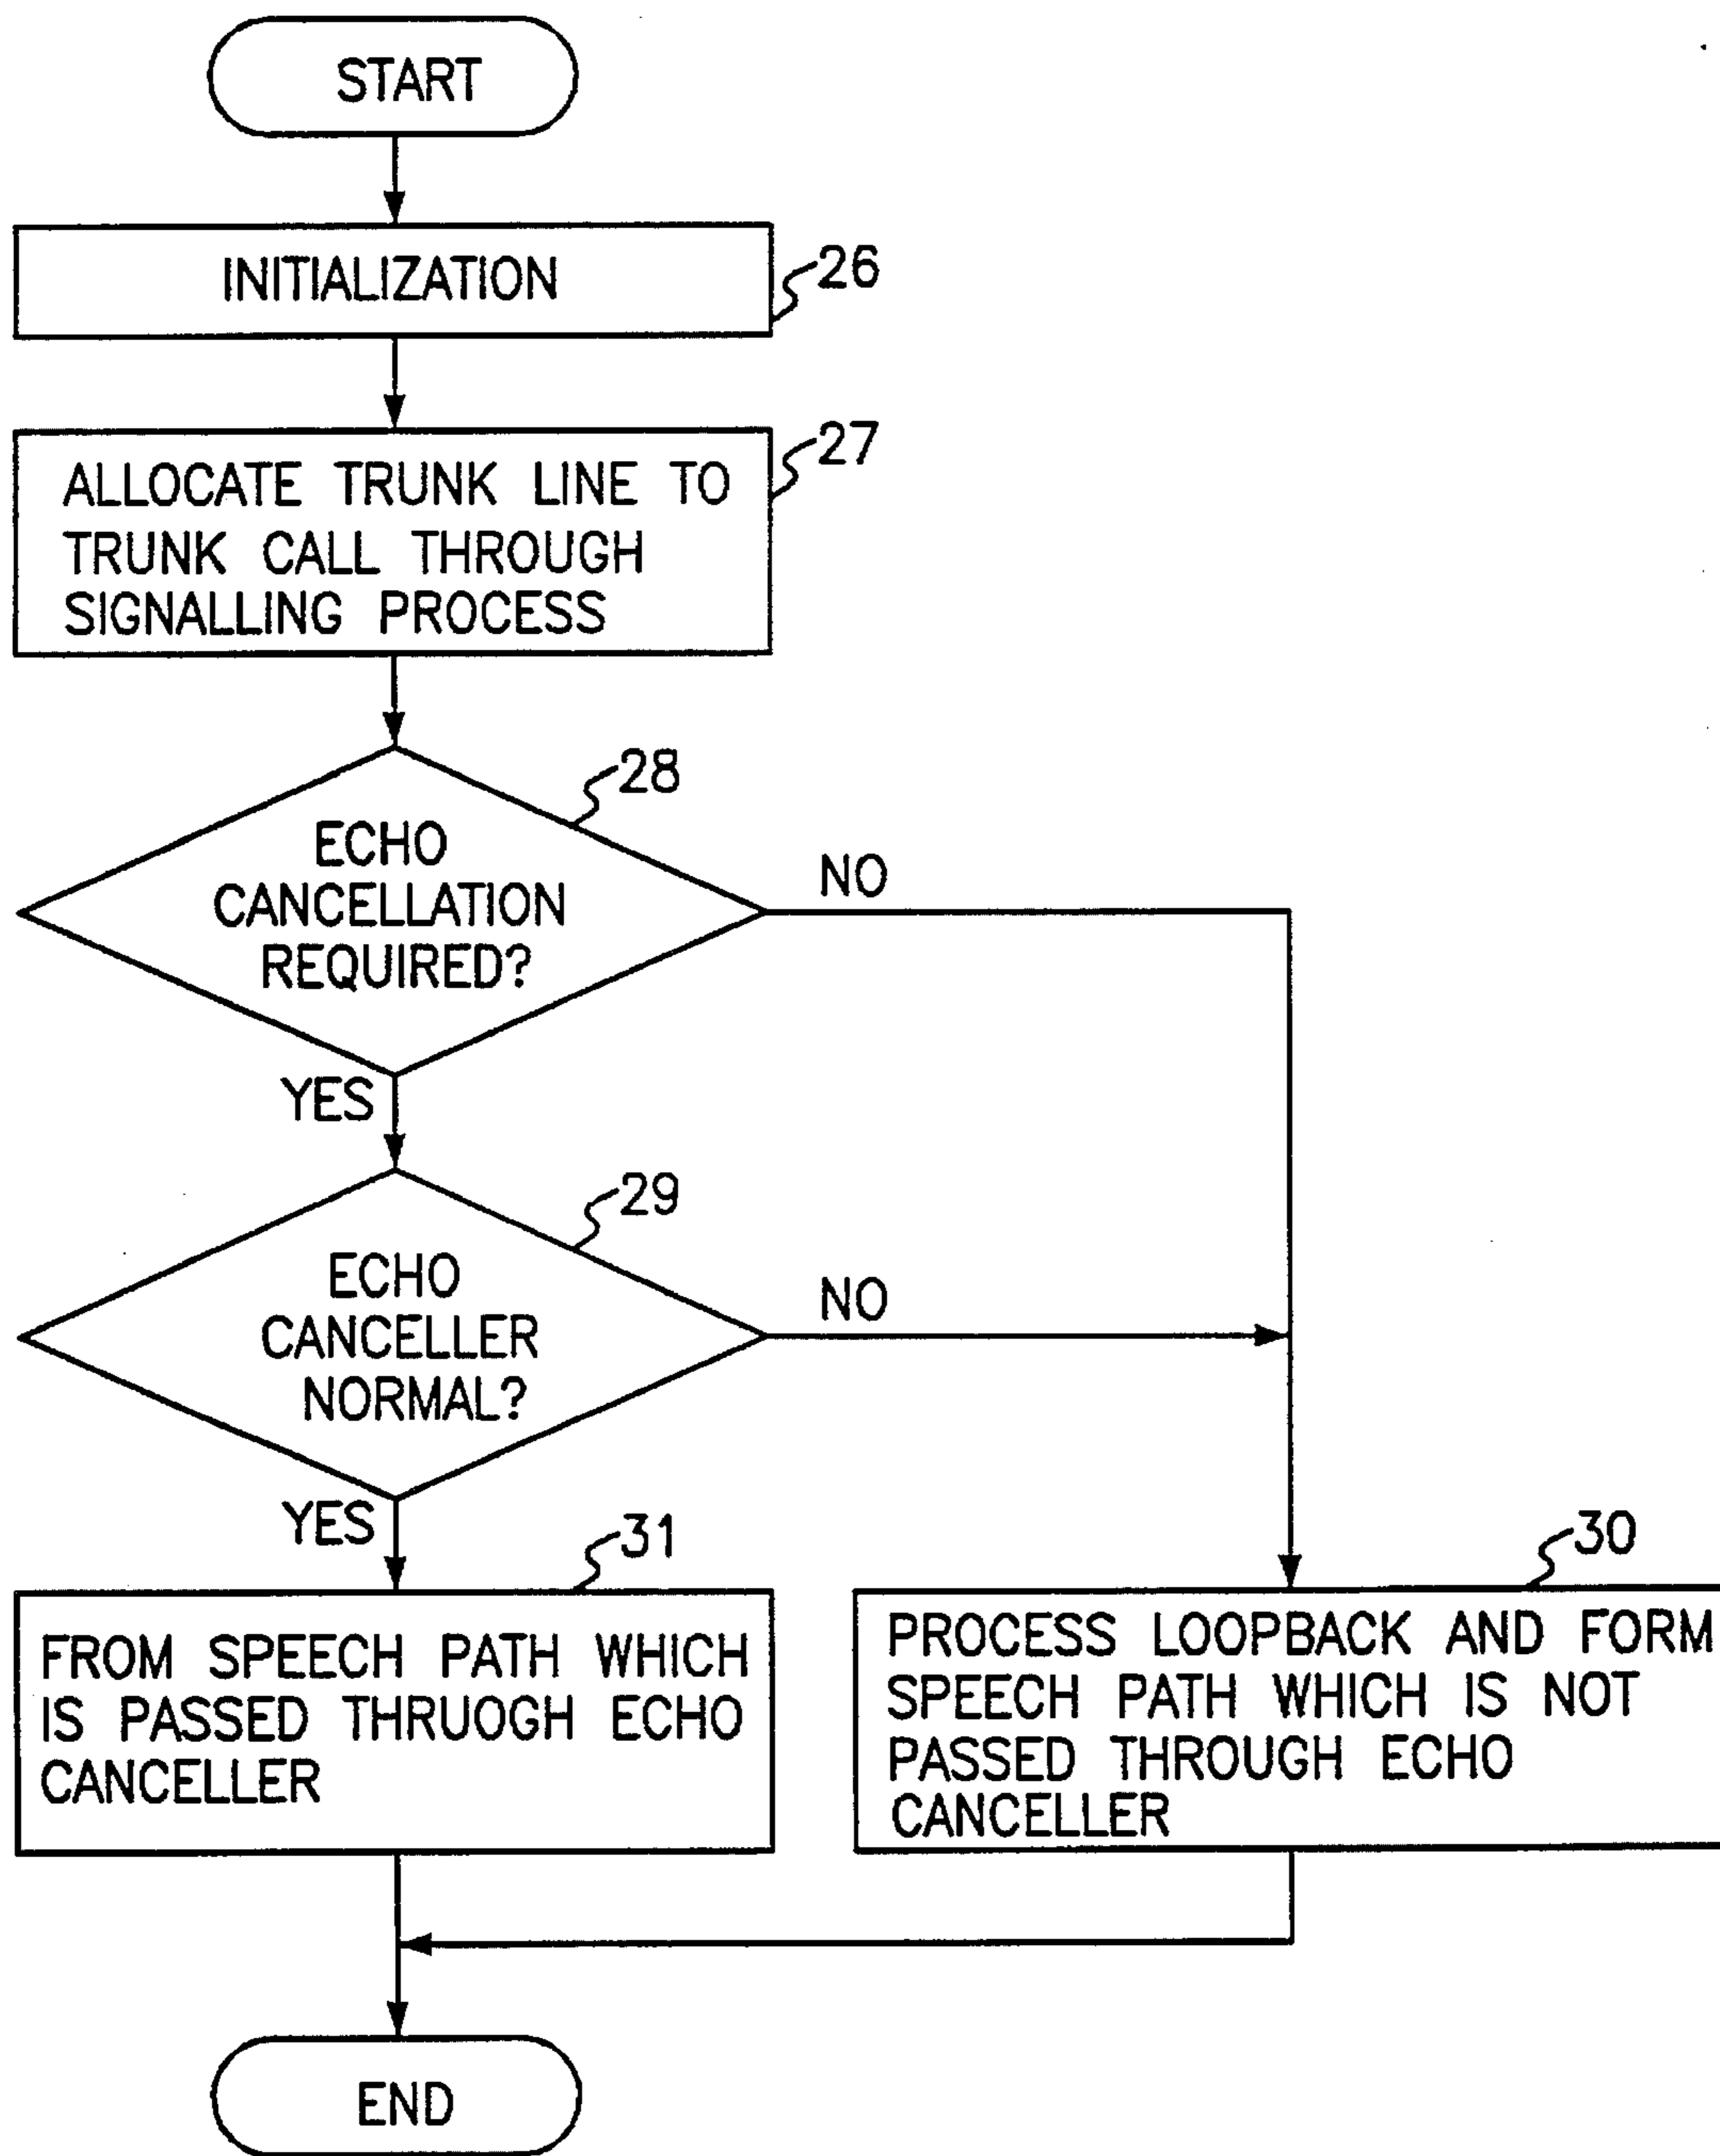 START
INITIALIZATION
26
27
ALLOCATE TRUNK LINE TO
TRUNK CALL THROUGH
SIGNALLING PROCESS
28
ECHO
CANCELLATION
REQUIRED?
NO
YES
29
ECHO
CANCELLER
NORMAL?
NO
YES
31
FROM SPEECH PATH WHICH
IS PASSED THRUOGH ECHO
CANCELLER
30
PROCESS LOOPBACK AND FORM
SPEECH PATH WHICH IS NOT
PASSED THROUGH ECHO
CANCELLER
END